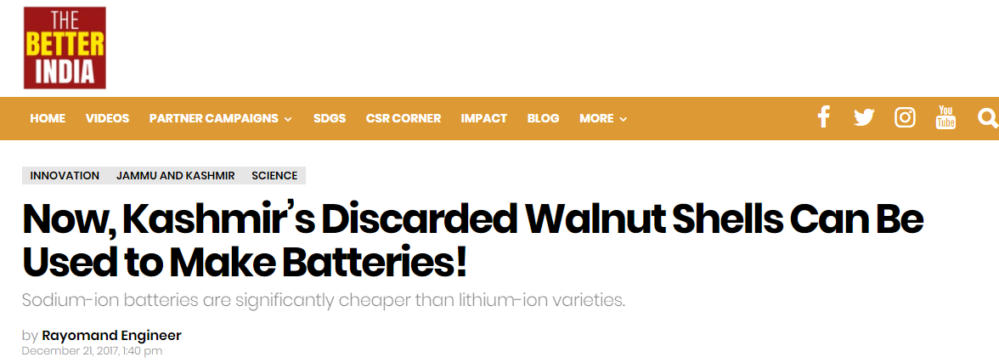 THE
BETTER
INDIA
HOME VIDEOS PARTNER CAMPAIGNS SDGS CSR CORNER IMPACT BLOG MORE
You
Tube
INNOVATION JAMMU AND KASHMIR SCIENCE
Now, Kashmir’s Discarded Walnut Shells Can Be
Used to Make Batteries!
Sodium-ion batteries are significantly cheaper than lithium-ion varieties.
by Rayomand Engineer
December 21, 2017, 1:40 pm